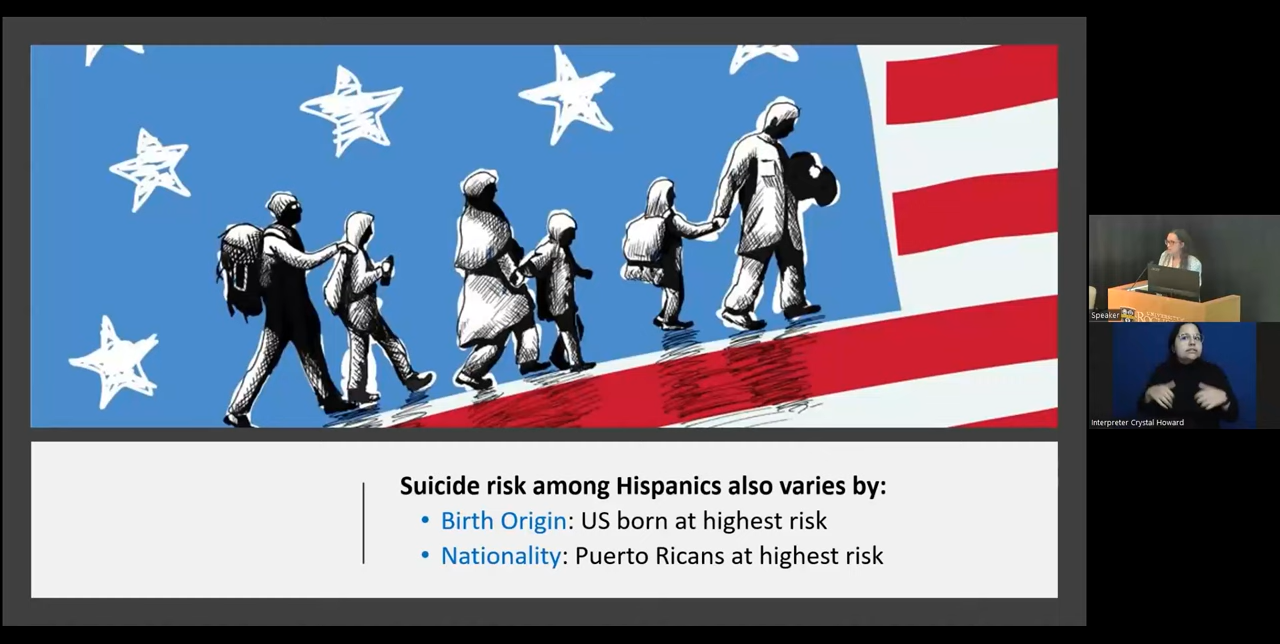 Suicide risk among Hispanics also varies by:
• Birth Origin: US born at highest risk
• Nationality: Puerto Ricans at highest risk
Speaker
Interpreter Crystal Howard